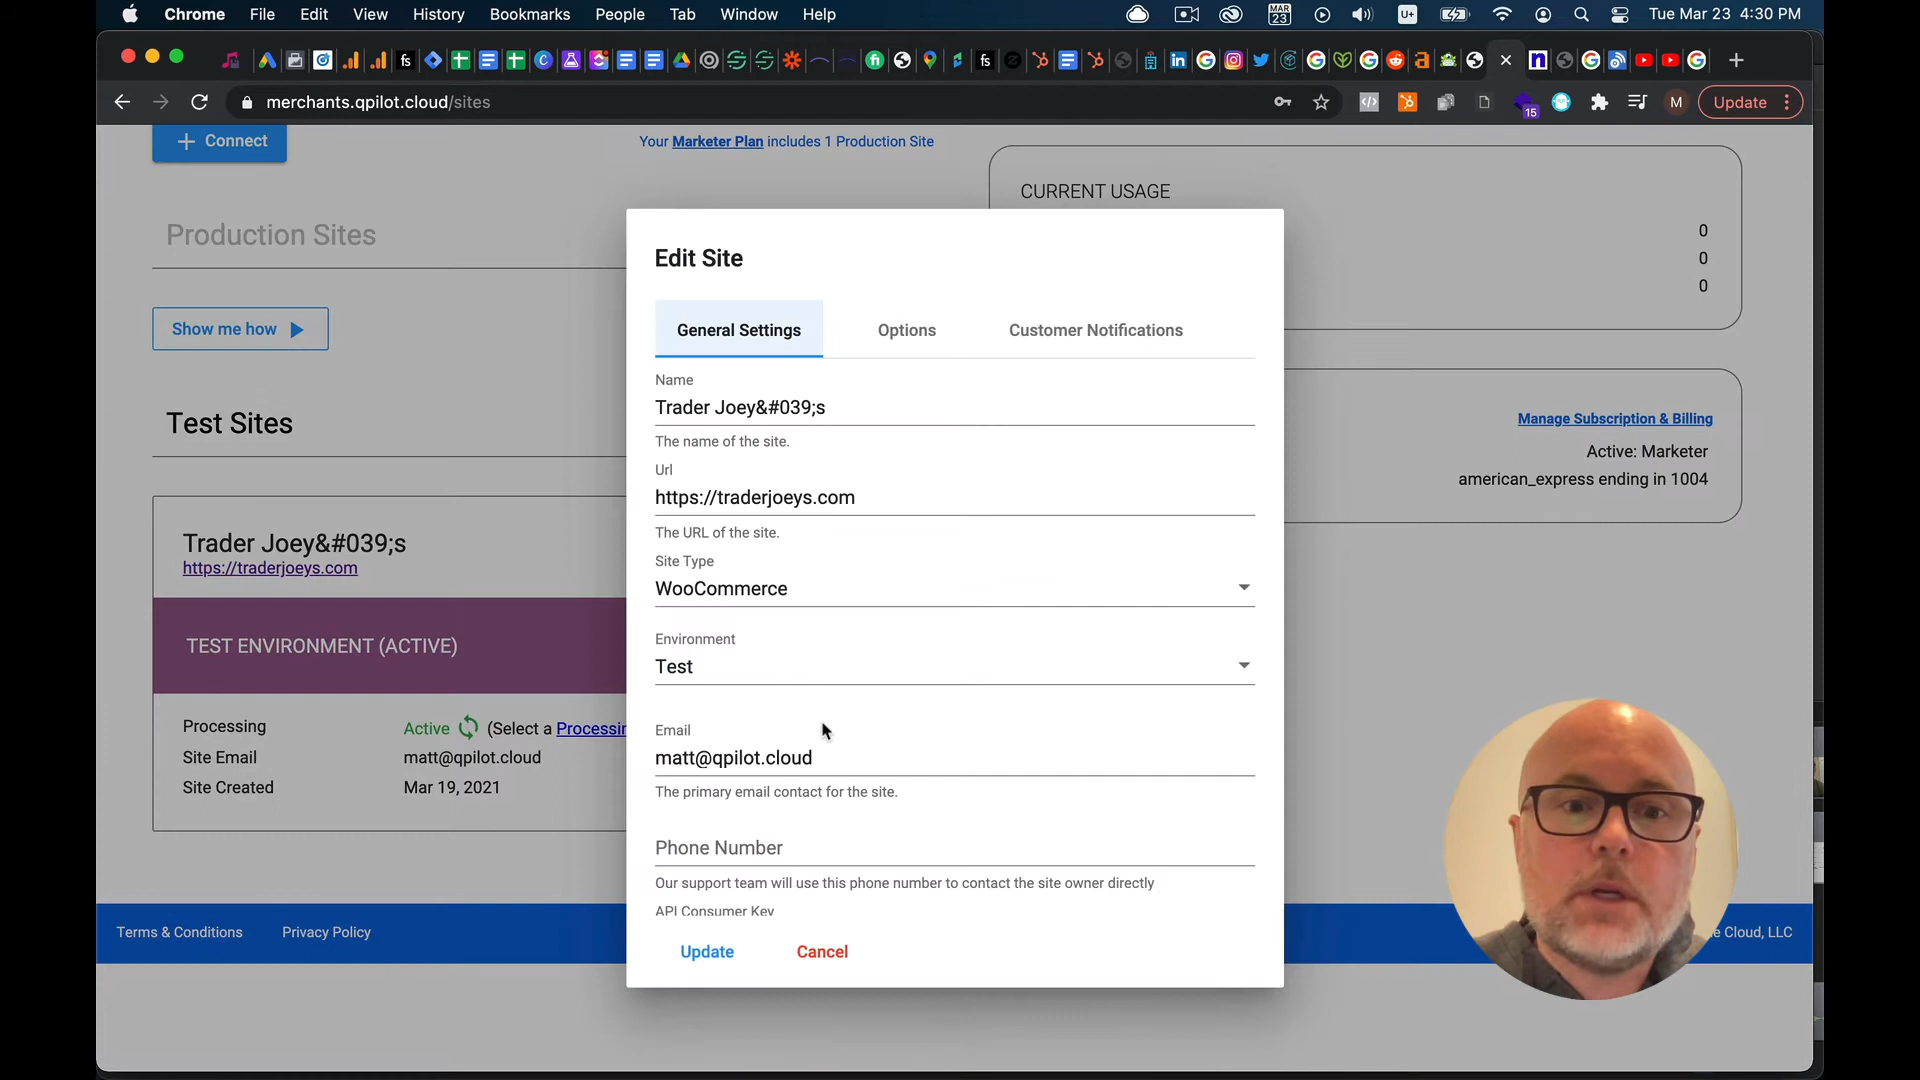 Chrome File Edit View History Bookmarks People Tab Window Help MAR 23 U+ Tue Mar 23 4:30 PM
merchants.qpilot.cloud/sites 15 M Update
+ Connect
Your Marketer Plan includes 1 Production Site
CURRENT USAGE
0
0
0
Production Sites
Show me how
Test Sites
Manage Subscription & Billing
Active: Marketer
american_express ending in 1004
Trader Joey&#039;s
https://traderjoeys.com
TEST ENVIRONMENT (ACTIVE)
Processing Active (Select a Processin
Site Email matt@qpilot.cloud
Site Created Mar 19, 2021
Edit Site
General Settings Options Customer Notifications
Name
Trader Joey&#039;s
The name of the site.
Url
https://traderjoeys.com
The URL of the site.
Site Type
WooCommerce
Environment
Test
Email
matt@qpilot.cloud
The primary email contact for the site.
Phone Number
Our support team will use this phone number to contact the site owner directly
API Consumer Key
Update Cancel
Terms & Conditions Privacy Policy
Cloud, LLC